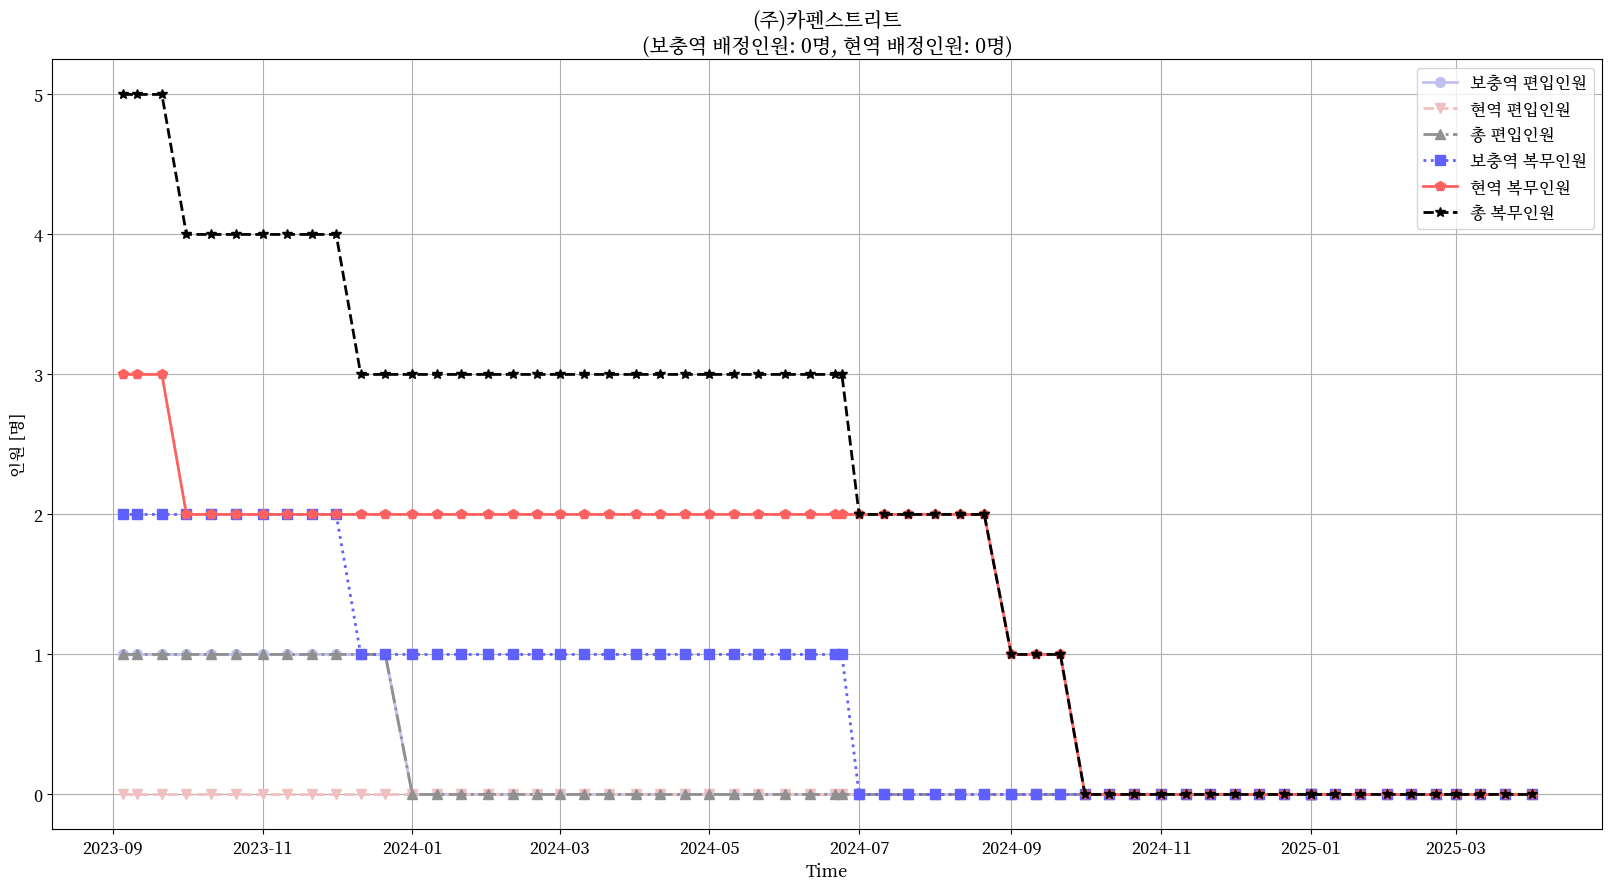 (주)카펜스트리트
(보충역 배정인원: 0명, 현역 배정인원: 0명)
보충역 편입인원
현역 편입인원
총 편입인원
보충역 복무인원
현역 복무인원
총 복무인원
인원 [명]
5
4
3
2
1
0
2023-09 2023-11 2024-01 2024-03 2024-05 2024-07 2024-09 2024-11 2025-01 2025-03
Time